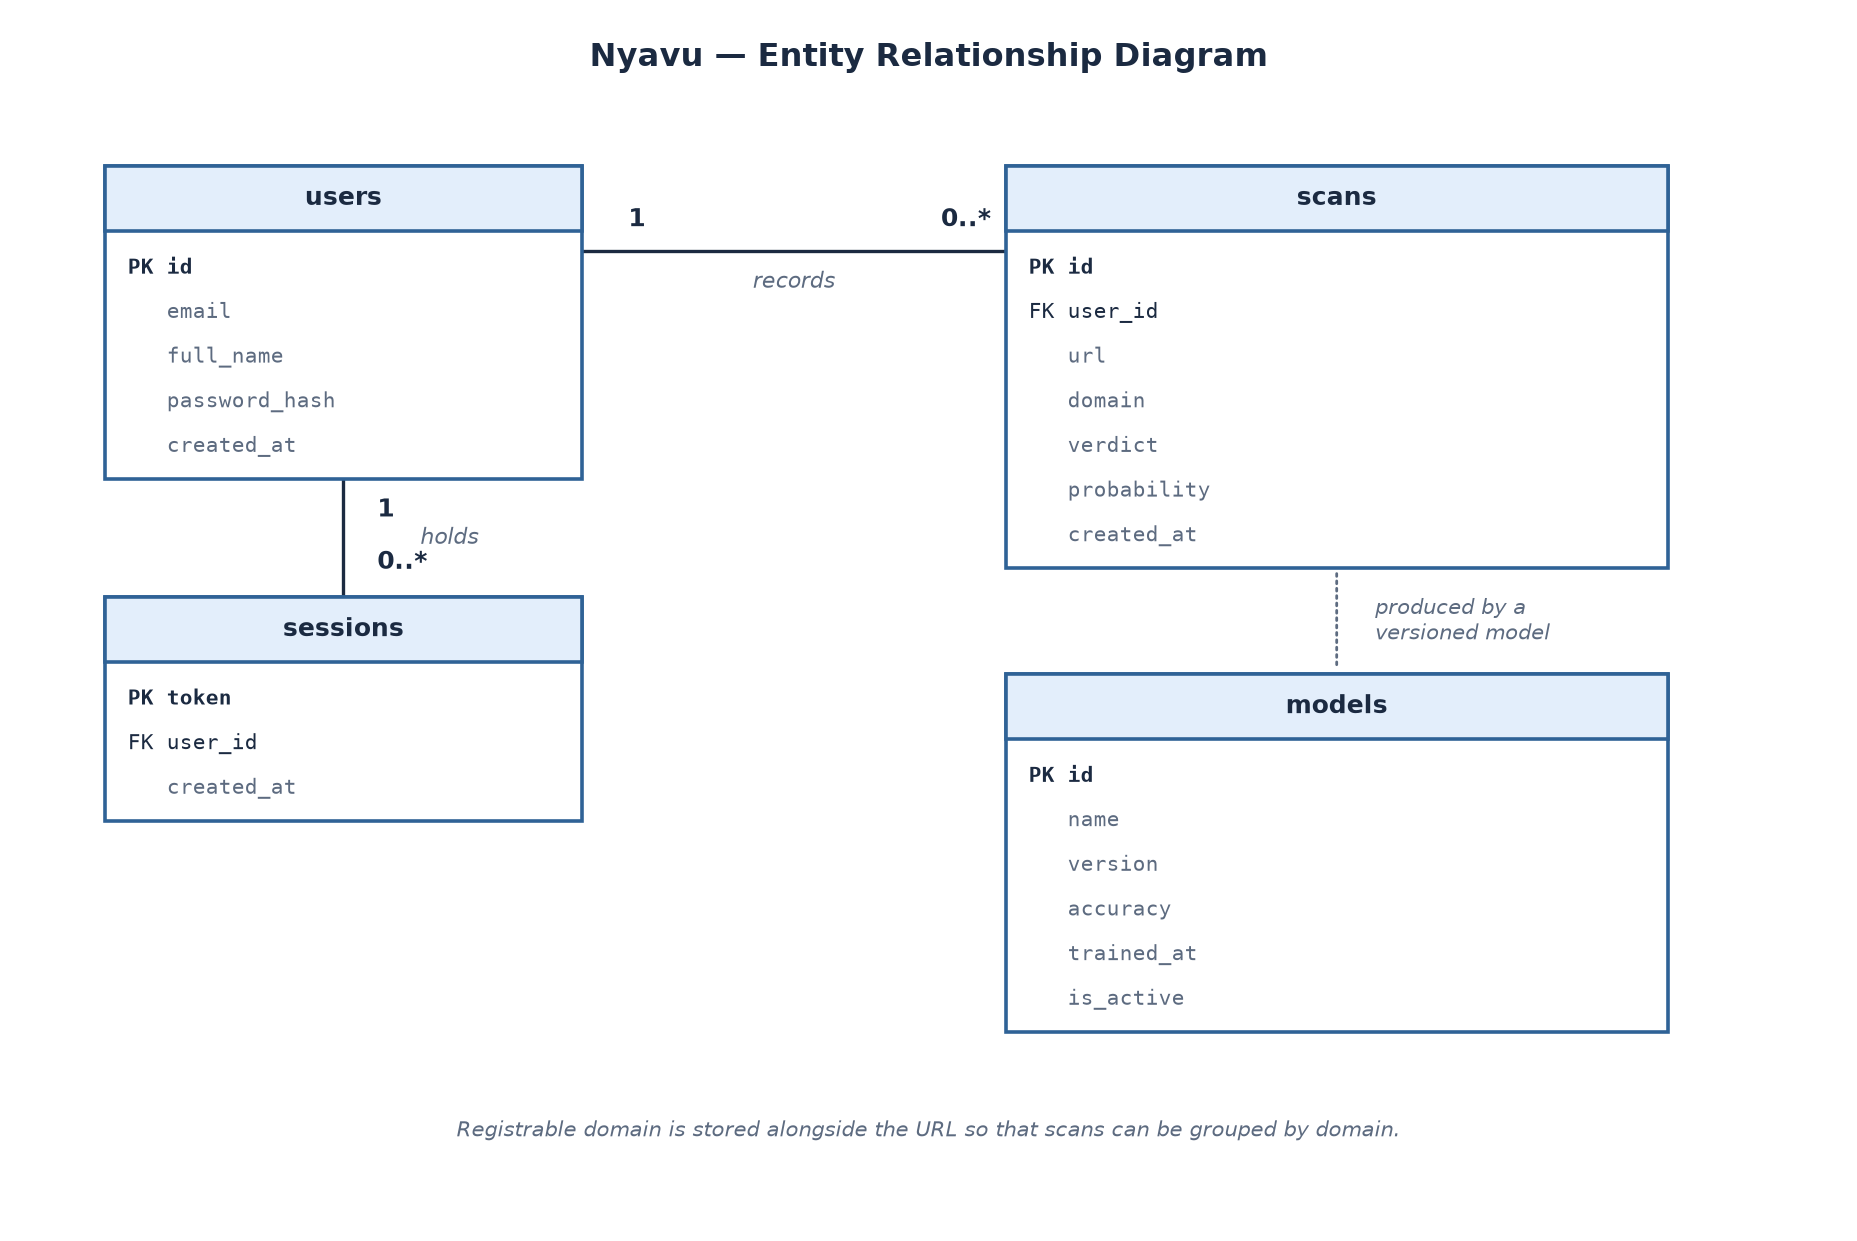 Nyavu — Entity Relationship Diagram
users
PK id
email
full_name
password_hash
created_at
1
0..*
records
scans
PK id
FK user_id
url
domain
verdict
probability
created_at
1
holds
0..*
sessions
PK token
FK user_id
created_at
produced by a
versioned model
models
PK id
name
version
accuracy
trained_at
is_active
Registrable domain is stored alongside the URL so that scans can be grouped by domain.